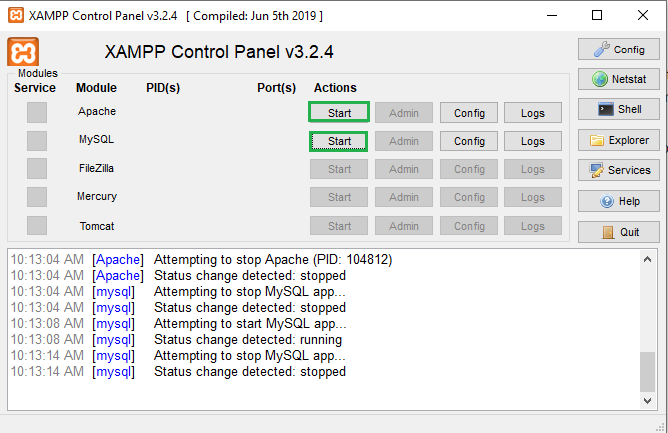 XAMPP Control Panel v3.2.4 [ Compiled: Jun 5th 2019 ]
XAMPP Control Panel v3.2.4
Config
Modules
Service Module PID(s) Port(s) Actions
Netstat
Apache Start Admin Config Logs
Shell
MySQL Start Admin Config Logs
Explorer
FileZilla Start Admin Config Logs
Services
Mercury Start Admin Config Logs
Help
Tomcat Start Admin Config Logs
Quit
10:13:04 AM [Apache] Attempting to stop Apache (PID: 104812)
10:13:04 AM [Apache] Status change detected: stopped
10:13:04 AM [mysql] Attempting to stop MySQL app...
10:13:04 AM [mysql] Status change detected: stopped
10:13:08 AM [mysql] Attempting to start MySQL app...
10:13:08 AM [mysql] Status change detected: running
10:13:14 AM [mysql] Attempting to stop MySQL app...
10:13:14 AM [mysql] Status change detected: stopped